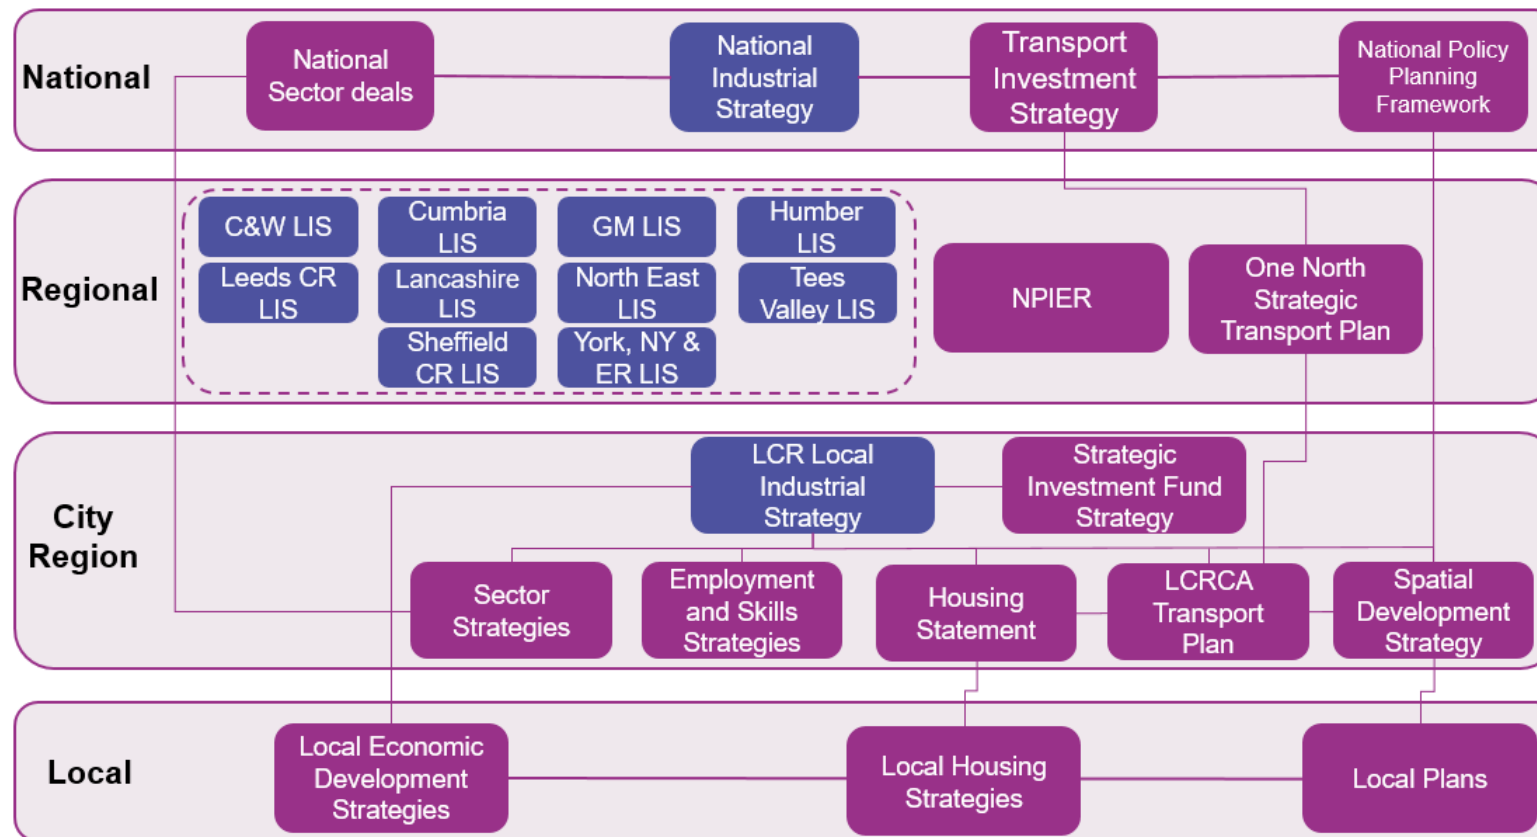 National
National
Sector deals
National
Industrial
Strategy
Transport
Investment
Strategy
National Policy
Planning
Framework
Regional
C&W LIS
Cumbria
LIS
GM LIS
Humber
LIS
Leeds CR
LIS
Lancashire
LIS
North East
LIS
Tees
Valley LIS
Sheffield
CR LIS
York, NY &
ER LIS
NPIER
One North
Strategic
Transport Plan
City
Region
LCR Local
Industrial
Strategy
Strategic
Investment Fund
Strategy
Sector
Strategies
Employment
and Skills
Strategies
Housing
Statement
LCRCA
Transport
Plan
Spatial
Development
Strategy
Local
Local Economic
Development
Strategies
Local Housing
Strategies
Local Plans